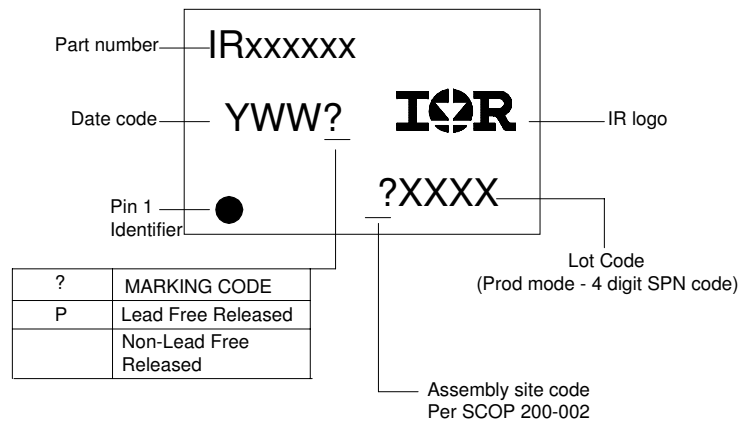 Part number
IRxxxxxx
Date code
YWW?
IOR
IR logo
?XXXX
Pin 1
Identifier
Lot Code
(Prod mode - 4 digit SPN code)
? MARKING CODE
P Lead Free Released
Non-Lead Free
Released
Assembly site code
Per SCOP 200-002